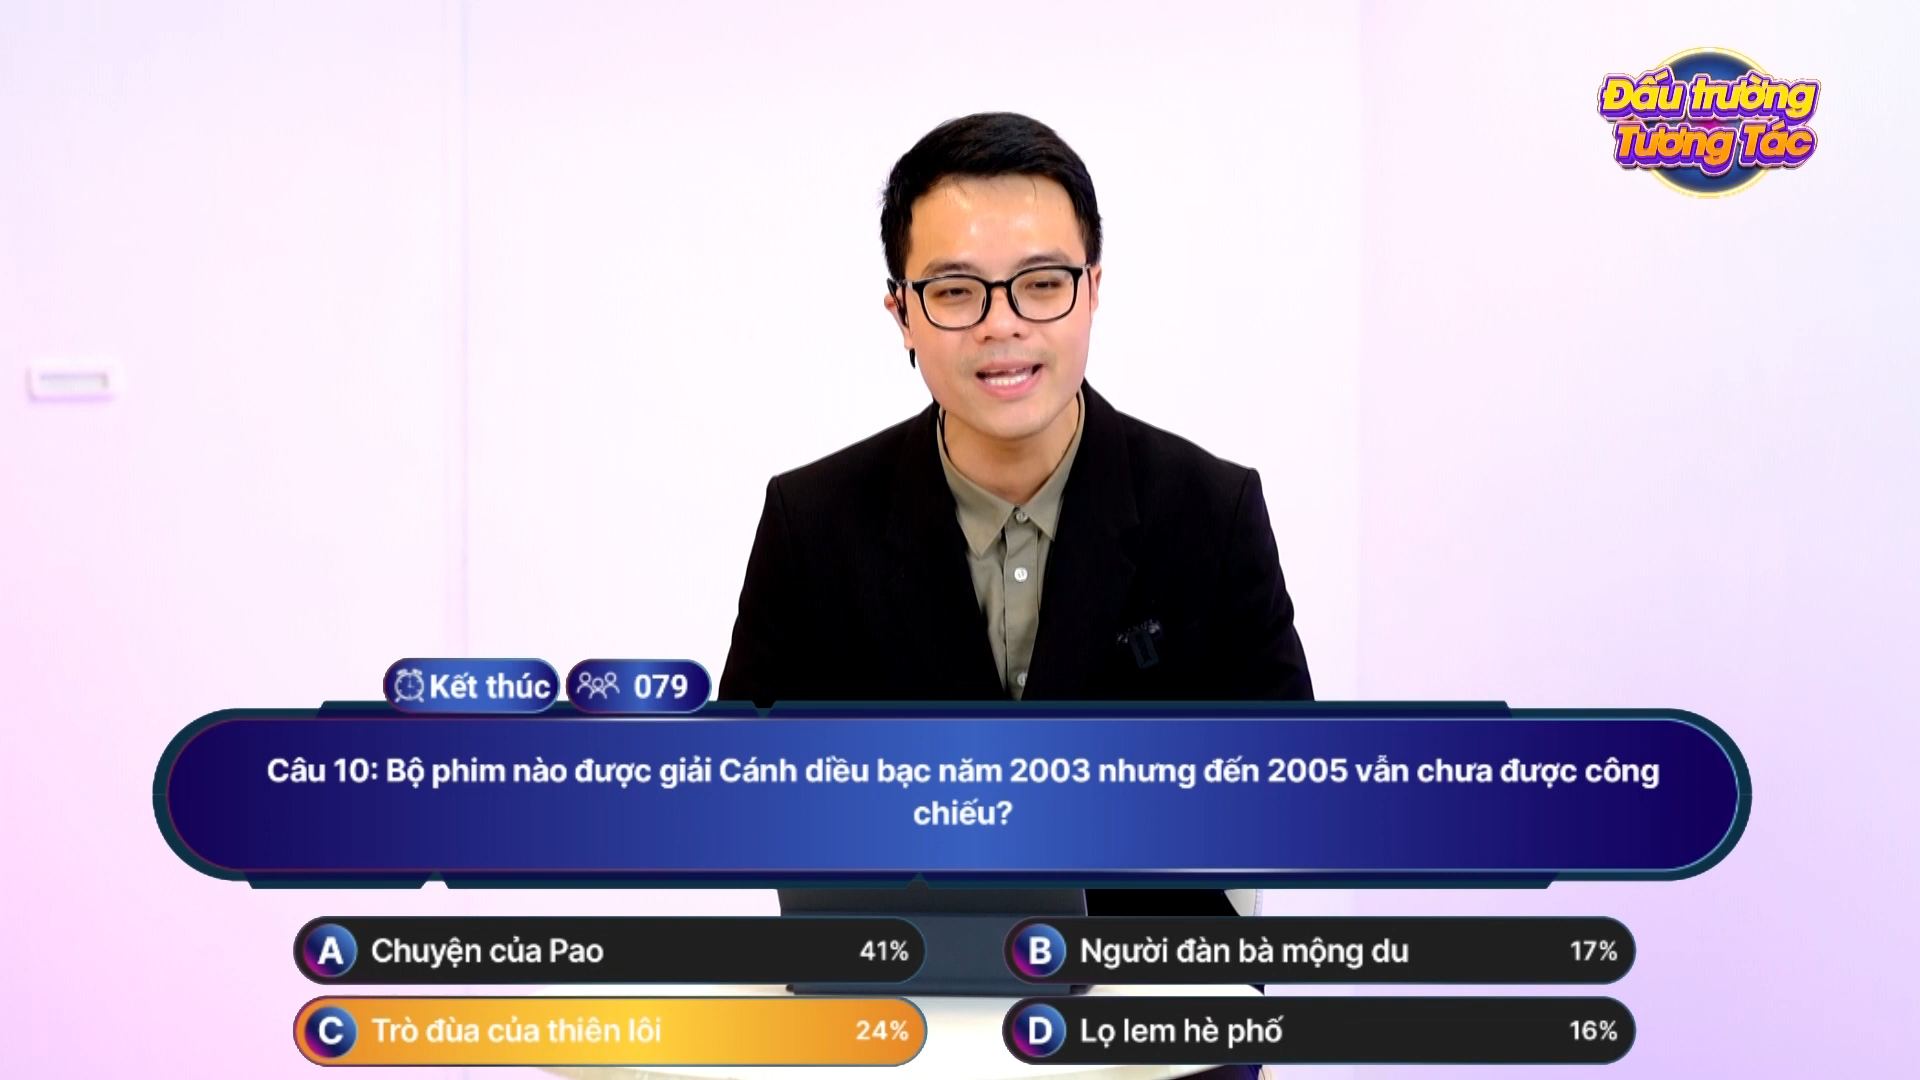 Đấu trường
Tương Tác
Kết thúc
079
Câu 10: Bộ phim nào được giải Cánh diều bạc năm 2003 nhưng đến 2005 vẫn chưa được công
chiếu?
A Chuyện của Pao 41%
B Người đàn bà mộng du 17%
C Trò đùa của thiên lôi 24%
D Lọ lem hè phố 16%